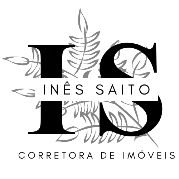 IS
INÊS SAITO
CORRETORA DE IMÓVEIS